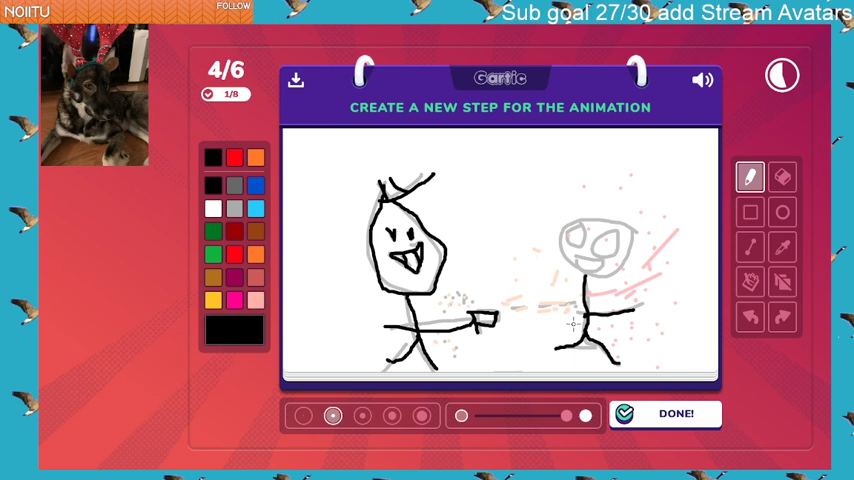 NOIITU
FOLLOW
Sub goal 27/30 add Stream Avatars
4/6
1/8
Gartic
CREATE A NEW STEP FOR THE ANIMATION
DONE!